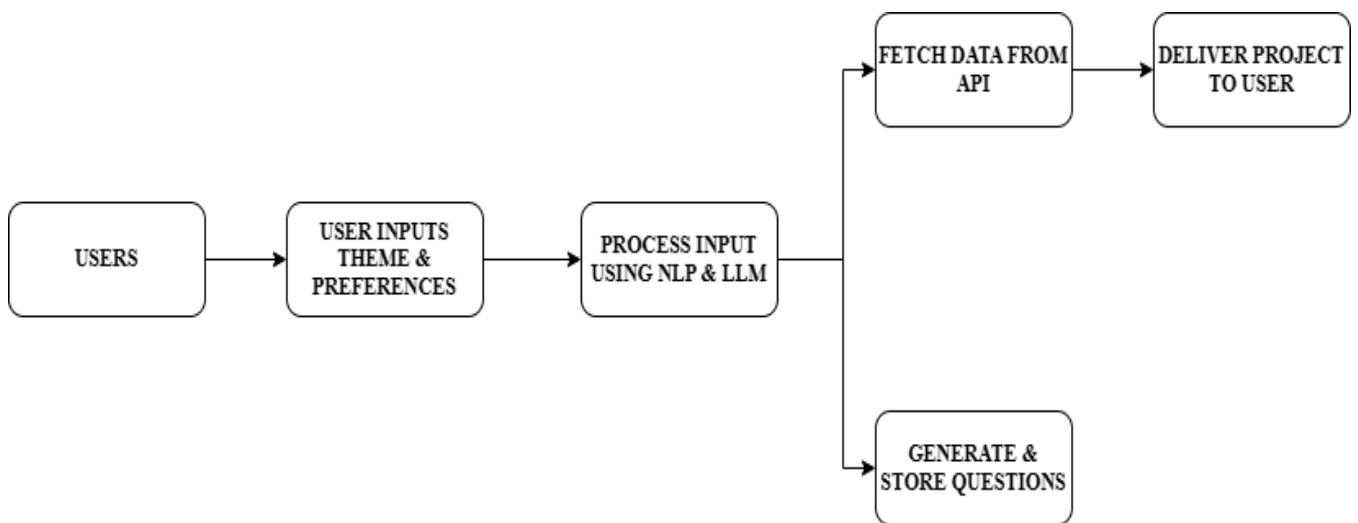 USERS
USER INPUTS
THEME &
PREFERENCES
PROCESS INPUT
USING NLP & LLM
FETCH DATA FROM
API
DELIVER PROJECT
TO USER
GENERATE &
STORE QUESTIONS